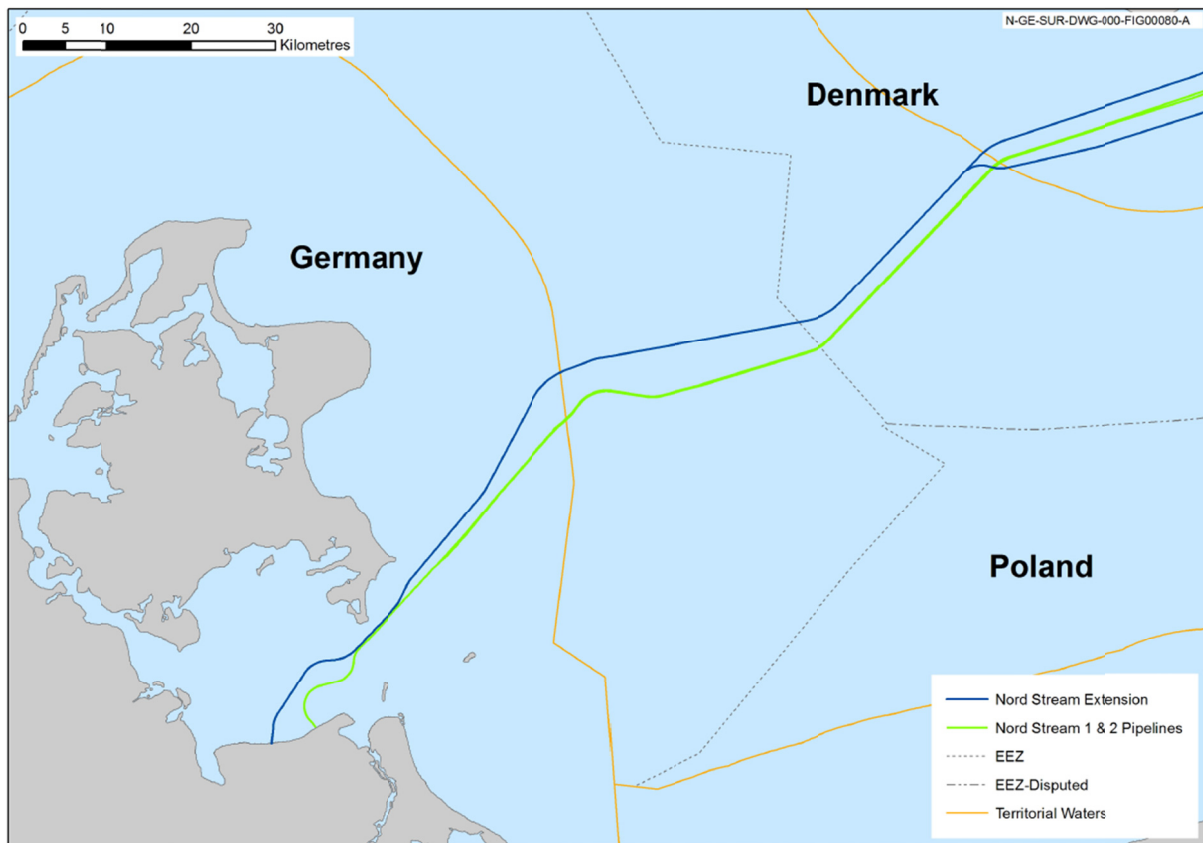 N-GE-SUR-DWG-000-FIG00080-A
0 5 10 20 30
Kilometres
Denmark
Germany
Poland
Nord Stream Extension
Nord Stream 1 & 2 Pipelines
EEZ
EEZ-Disputed
Territorial Waters